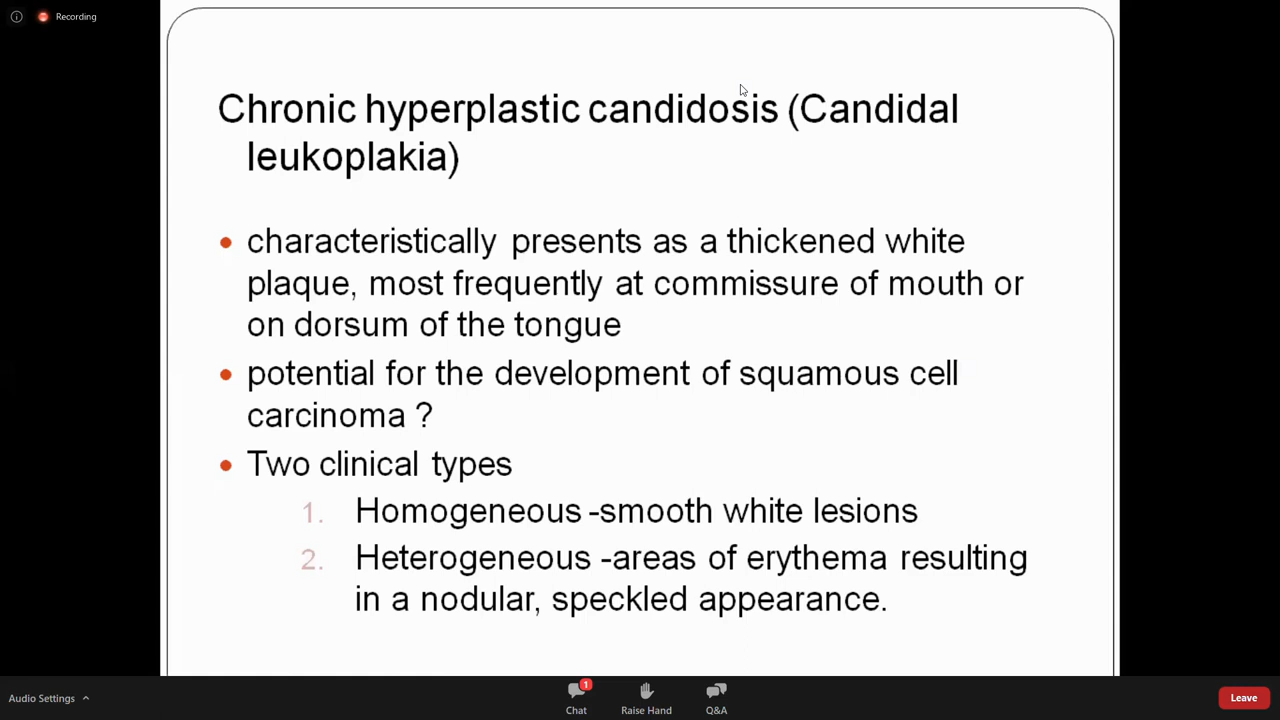 Recording
Chronic hyperplastic candidosis (Candidal
leukoplakia)
• characteristically presents as a thickened white
plaque, most frequently at commissure of mouth or
on dorsum of the tongue
• potential for the development of squamous cell
carcinoma ?
• Two clinical types
1. Homogeneous -smooth white lesions
2. Heterogeneous -areas of erythema resulting
in a nodular, speckled appearance.
Audio Settings
1
Chat
Raise Hand
Q&A
Leave